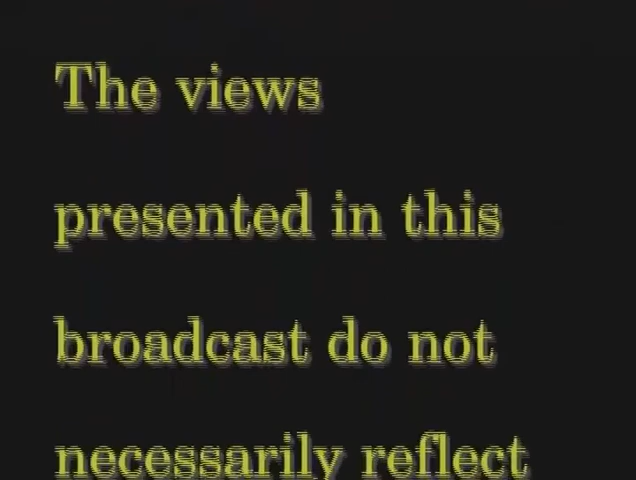 The views
presented in this
broadcast do not
necessarily reflect